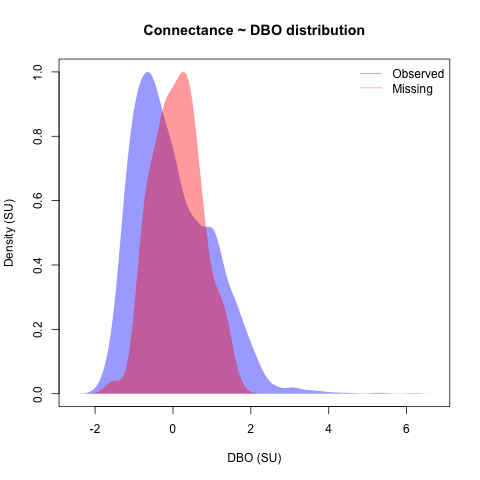 Connectance ~ DBO distribution
Observed
Missing
1.0
0.8
0.6
0.4
0.2
0.0
Density (SU)
-2 0 2 4 6
DBO (SU)